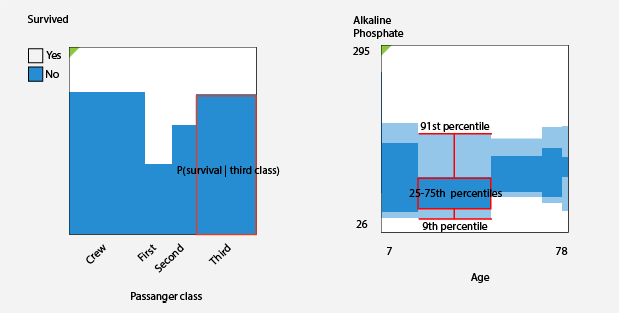 Survived
Yes
No
P(survival | third class)
Crew
First
Second
Third
Passanger class
Alkaline
Phosphate
295
91st percentile
25-75th percentiles
9th percentile
26
7
78
Age